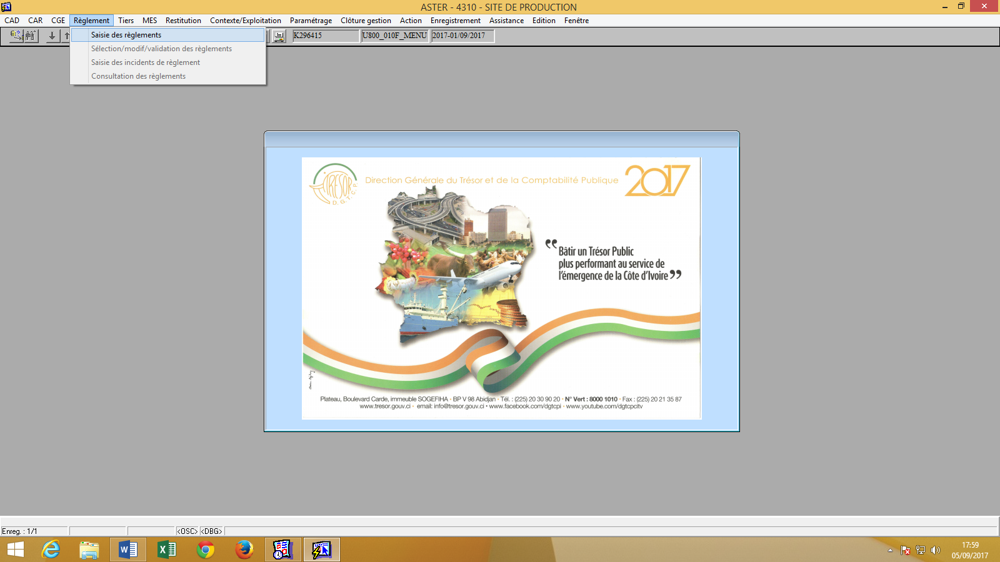 ASTER - 4310 - SITE DE PRODUCTION
CAD CAR CGE Règlement Tiers MES Restitution Contexte/Exploitation Paramétrage Clôture gestion Action Enregistrement Assistance Edition Fenêtre
Saisie des règlements
K296415 U800_010F_MENU 2017-01/09/2017
Sélection/modif/validation des règlements
Saisie des incidents de règlement
Consultation des règlements
TRESOR
D.G.T.C.P.
Direction Générale du Trésor et de la Comptabilité Publique
2017
“Bâtir un Trésor Public
plus performant au service de
l'émergence de la Côte d'Ivoire”
Plateau, Boulevard Carde, immeuble SOGEFIHA • BP V 98 Abidjan • Tél. : (225) 20 30 90 20 • N° Vert : 8000 1010 • Fax : (225) 20 21 35 87
www.tresor.gouv.ci • email: info@tresor.gouv.ci • www.facebook.com/dgtcpi • www.youtube.com/dgtcpcitv
Enreg. : 1/1 <OSC> <DBG>
17:59
05/09/2017